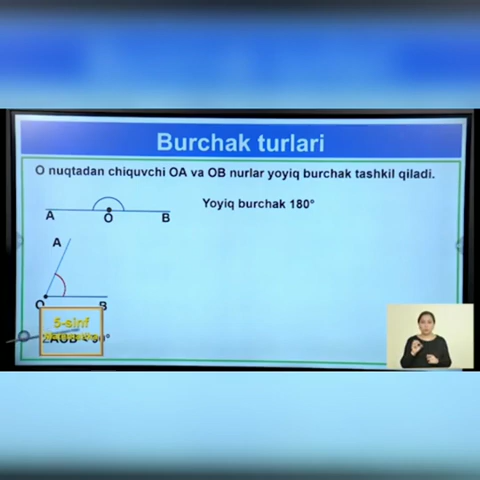 Burchak turlari
O nuqtadan chiquvchi OA va OB nurlar yoyiq burchak tashkil qiladi.
Yoyiq burchak 180°
A O B
A
O B
5-sinf